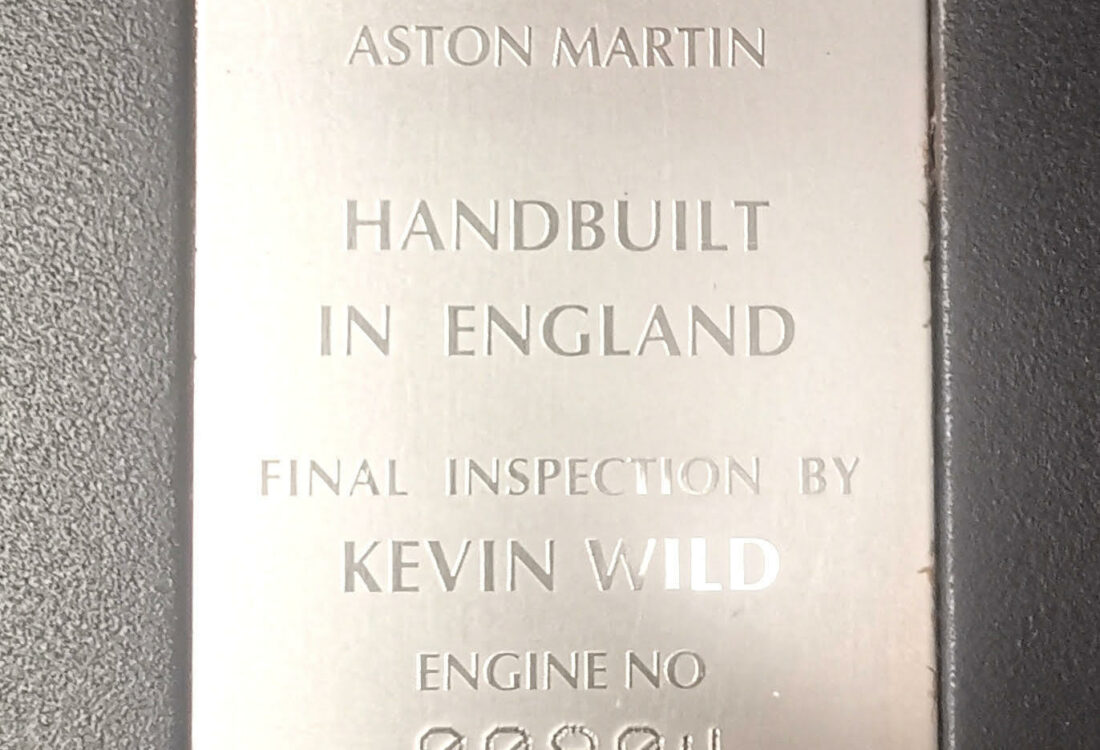 ASTON MARTIN
HANDBUILT
IN ENGLAND
FINAL INSPECTION BY
KEVIN WILD
ENGINE NO